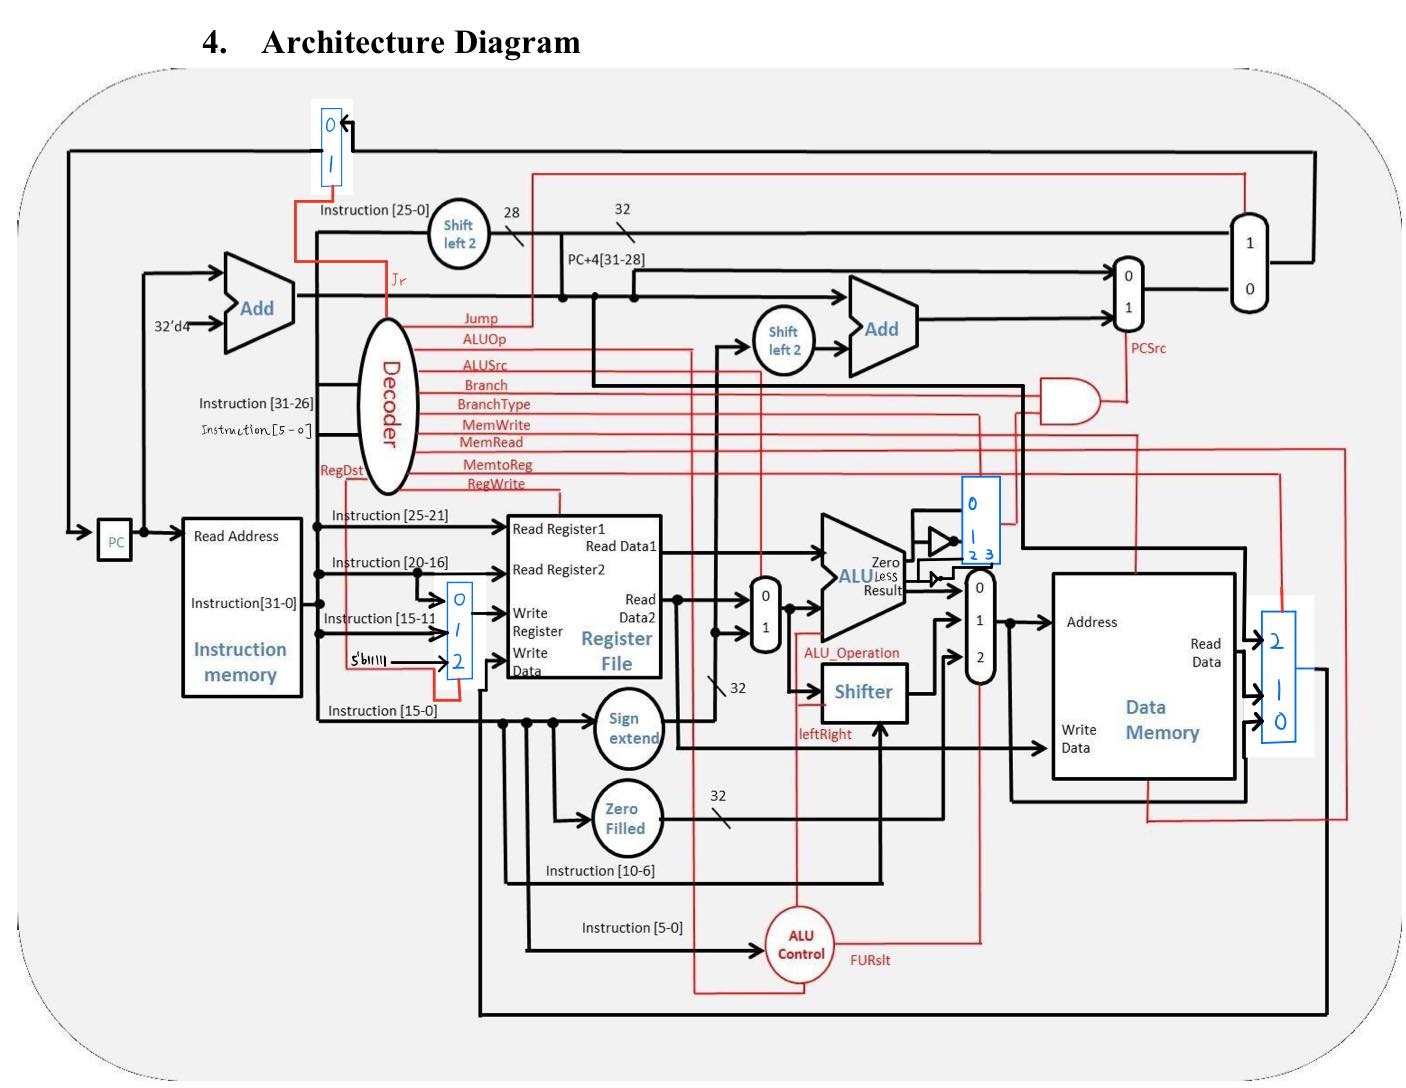 4. Architecture Diagram
0
1
Instruction [25-0]
Shift
left 2
28
32
1
0
PC+4[31-28]
Jr
0
1
Add
32'd4
Jump
ALUOp
ALUSrc
Branch
BranchType
MemWrite
MemRead
MemtoReg
RegWrite
Shift
left 2
Add
PCSrc
Decoder
Instruction [31-26]
Instruction [5-0]
RegDst
PC
Read Address
Instruction[31-0]
Instruction
memory
Instruction [25-21]
Instruction [20-16]
Instruction [15-11
5'b11111
0
1
2
Read Register1
Read Data1
Read Register2
Read
Data2
Write
Register
Write
Data
Register
File
0
1
ALU
Zero
Less
Result
0
1
2 3
0
1
2
ALU_Operation
Shifter
leftRight
Address
Read
Data
Write
Data
Data
Memory
2
1
0
Instruction [15-0]
Sign
extend
32
Zero
Filled
32
Instruction [10-6]
Instruction [5-0]
ALU
Control
FURslt